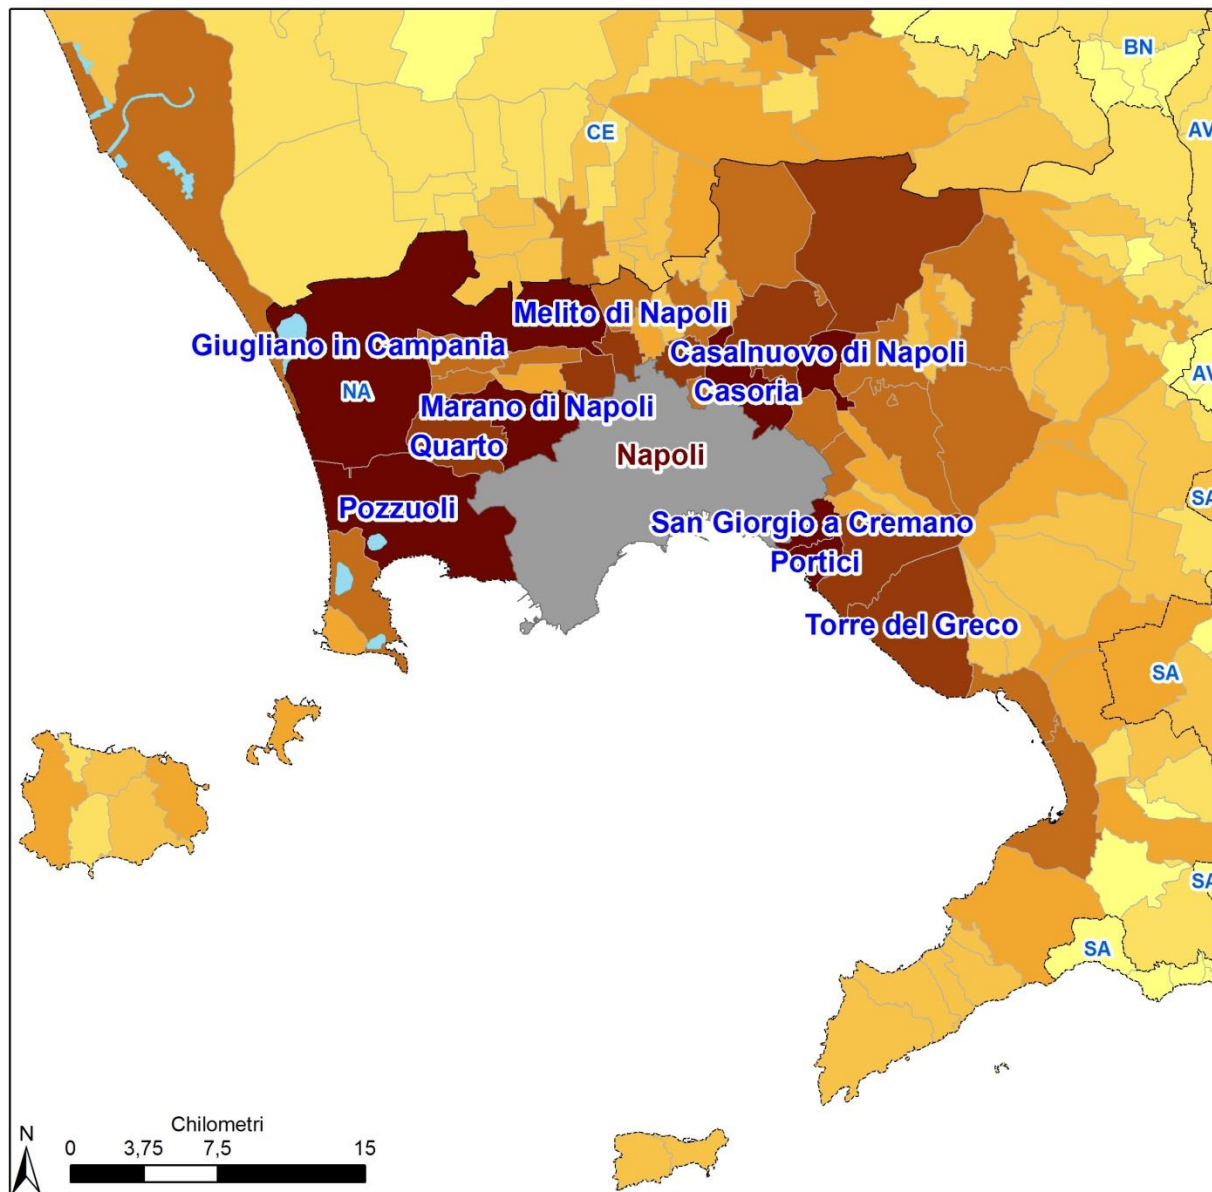 BN
CE
AV
Melito di Napoli
Giugliano in Campania
Casalnuovo di Napoli
AV
NA
Casoria
Marano di Napoli
Quarto
Napoli
SA
Pozzuoli
San Giorgio a Cremano
Portici
Torre del Greco
SA
SA
SA
Chilometri
N
0 3,75 7,5 15